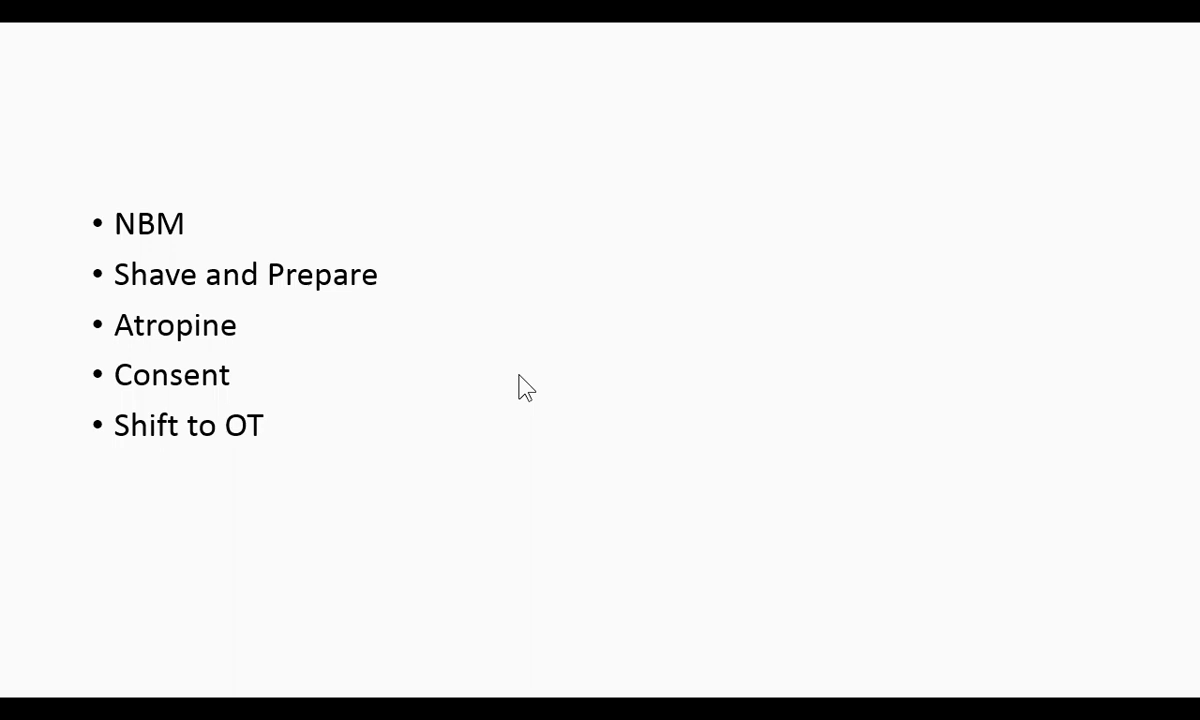 • NBM
• Shave and Prepare
• Atropine
• Consent
• Shift to OT